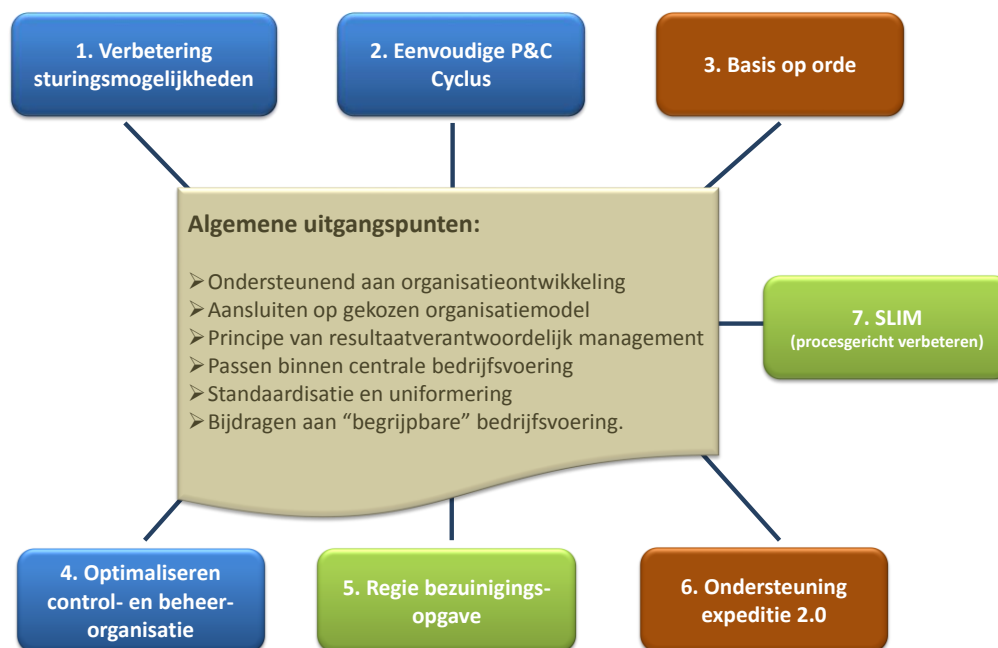 1. Verbetering
sturingsmogelijkheden
2. Eenvoudige P&C
Cyclus
3. Basis op orde
Algemene uitgangspunten:
➢Ondersteunend aan organisatieontwikkeling
➢Aansluiten op gekozen organisatiemodel
➢Principe van resultaatverantwoordelijk management
➢Passen binnen centrale bedrijfsvoering
➢Standaardisatie en uniformering
➢Bijdragen aan “begrijpbare” bedrijfsvoering.
7. SLIM
(procesgericht verbeteren)
4. Optimaliseren
control- en beheer-
organisatie
5. Regie bezuinigings-
opgave
6. Ondersteuning
expeditie 2.0